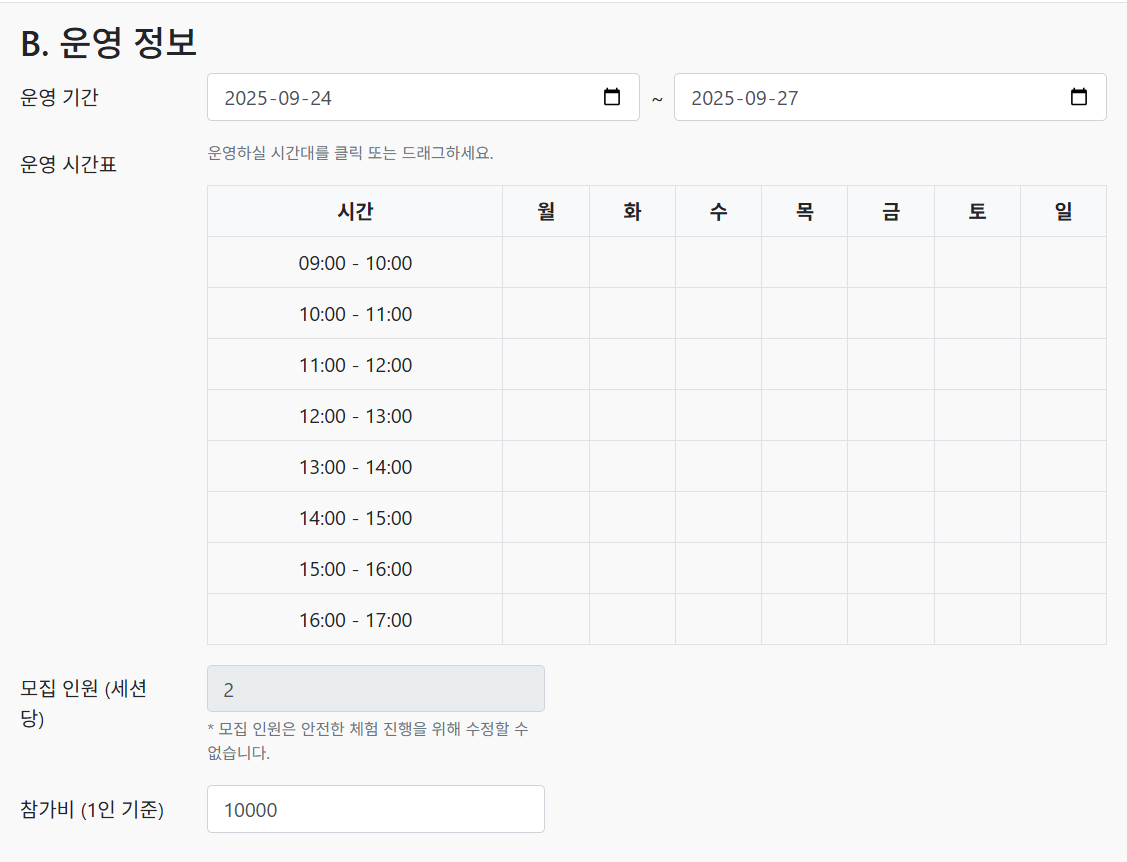 B. 운영 정보
운영 기간
2025-09-24
~
2025-09-27
운영 시간표
운영하실 시간대를 클릭 또는 드래그하세요.
시간 월 화 수 목 금 토 일
09:00 - 10:00
10:00 - 11:00
11:00 - 12:00
12:00 - 13:00
13:00 - 14:00
14:00 - 15:00
15:00 - 16:00
16:00 - 17:00
모집 인원 (세션
당)
2
* 모집 인원은 안전한 체험 진행을 위해 수정할 수
없습니다.
참가비 (1인 기준)
10000